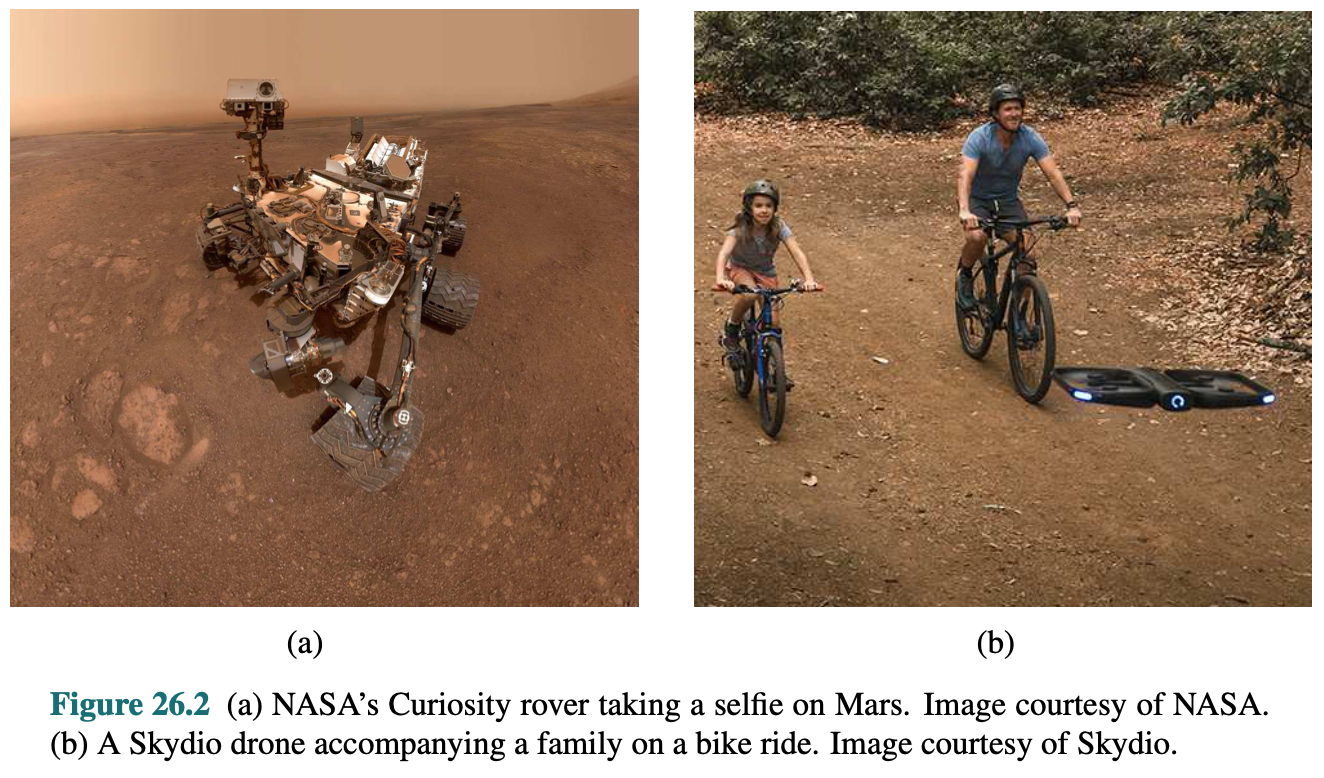 (a)
(b)
Figure 26.2 (a) NASA’s Curiosity rover taking a selfie on Mars. Image courtesy of NASA.
(b) A Skydio drone accompanying a family on a bike ride. Image courtesy of Skydio.